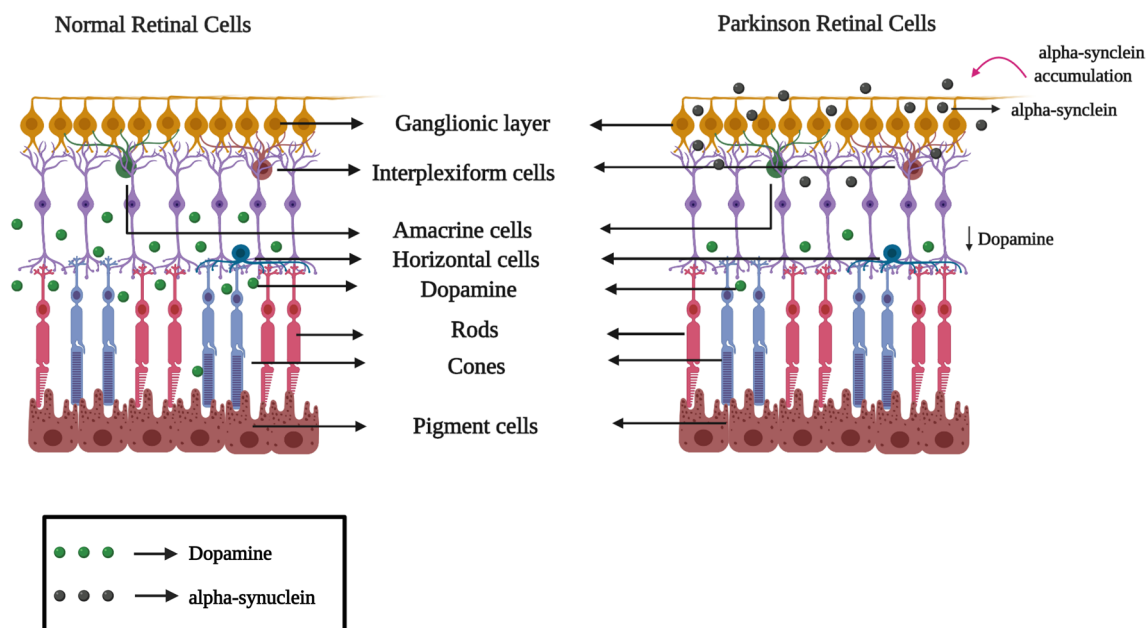 Normal Retinal Cells
Parkinson Retinal Cells
alpha-synclein
accumulation
alpha-synclein
Ganglionic layer
Interplexiform cells
Amacrine cells
Horizontal cells
Dopamine
Dopamine
Rods
Cones
Pigment cells
Dopamine
alpha-synuclein